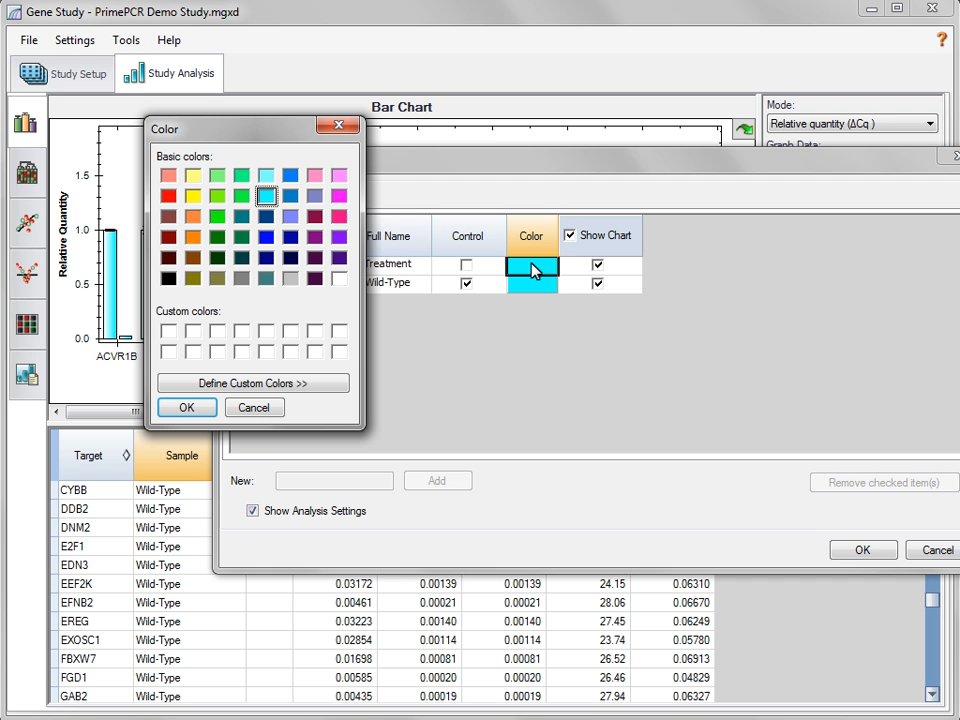 Gene Study - PrimePCR Demo Study.mgxd
File Settings Tools Help
?
Study Setup Study Analysis
Bar Chart
Mode:
Relative quantity (ΔCq )
Graph Data:
Relative Quantity
1.5
1.0
0.5
0.0
ACVR1B
Color
Basic colors:
Custom colors:
Define Custom Colors >>
OK Cancel
Full Name Control Color Show Chart
Treatment
Wild-Type
New: Add Remove checked item(s)
Show Analysis Settings
OK Cancel
Target Sample
CYBB Wild-Type
DDB2 Wild-Type
DNM2 Wild-Type
E2F1 Wild-Type
EDN3 Wild-Type
EEF2K Wild-Type 0.03172 0.00139 0.00139 24.15 0.06310
EFNB2 Wild-Type 0.00461 0.00021 0.00021 28.06 0.06670
EREG Wild-Type 0.03223 0.00140 0.00140 27.45 0.06249
EXOSC1 Wild-Type 0.02854 0.00114 0.00114 23.74 0.05780
FBXW7 Wild-Type 0.01698 0.00081 0.00081 26.52 0.06913
FGD1 Wild-Type 0.00585 0.00020 0.00020 26.46 0.04829
GAB2 Wild-Type 0.00435 0.00019 0.00019 27.94 0.06327